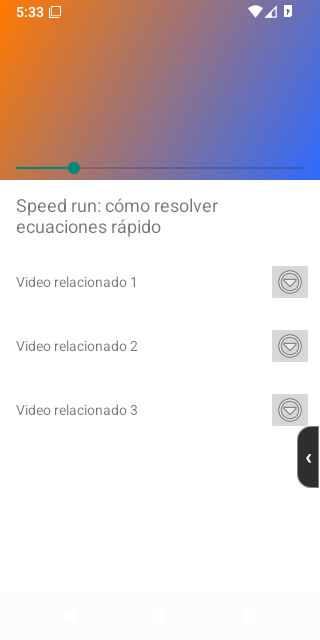 5:33
Speed run: cómo resolver
ecuaciones rápido
Video relacionado 1
Video relacionado 2
Video relacionado 3